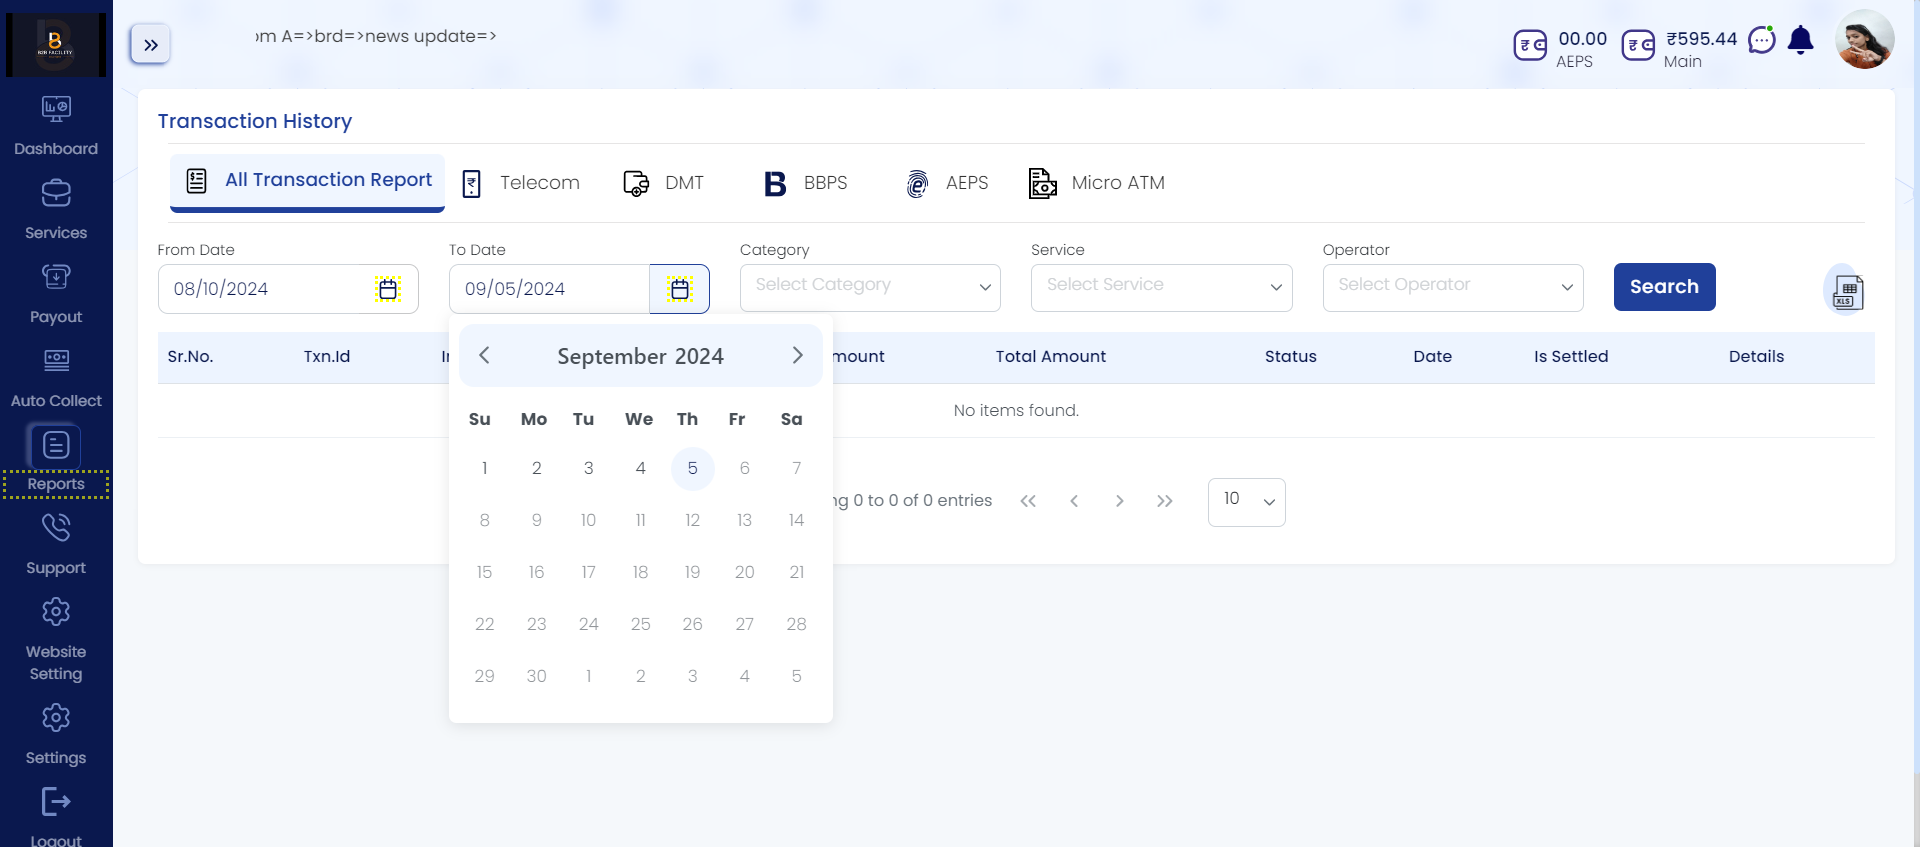 B2B FACILITY
A=>brd=>news update=>
00.00
AEPS
₹595.44
Main
Dashboard
Services
Payout
Auto Collect
Reports
Support
Website
Setting
Settings
Logout
Transaction History
All Transaction Report
Telecom
DMT
BBPS
AEPS
Micro ATM
From Date
To Date
Category
Service
Operator
08/10/2024
09/05/2024
Select Category
Select Service
Select Operator
Search
XLS
Sr.No. Txn.Id Total Amount Status Date Is Settled Details
No items found.
0 to 0 of 0 entries
10
September 2024
Su Mo Tu We Th Fr Sa
1 2 3 4 5 6 7
8 9 10 11 12 13 14
15 16 17 18 19 20 21
22 23 24 25 26 27 28
29 30 1 2 3 4 5